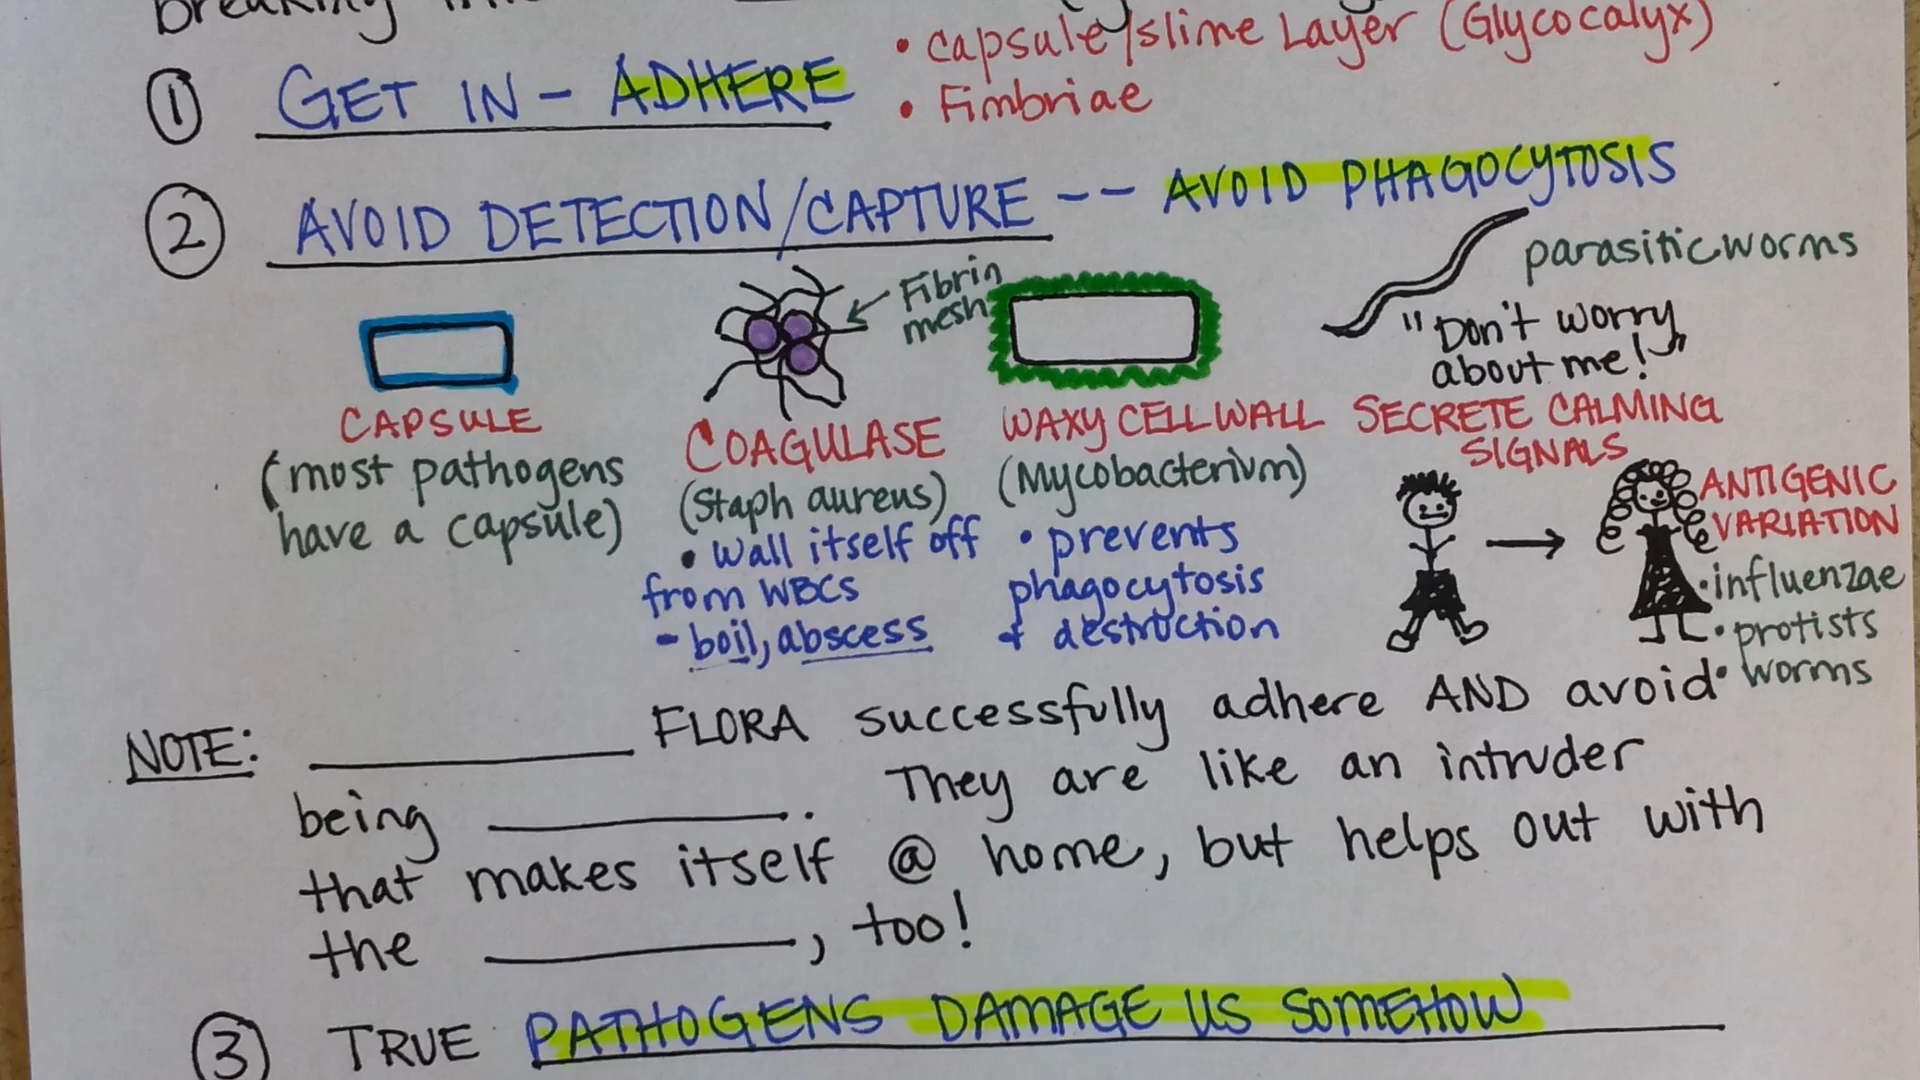 breaking
• capsule/slime Layer (Glycocalyx)
① GET IN – ADHERE
• Fimbriae
② AVOID DETECTION/CAPTURE -- AVOID PHAGOCYTOSIS
Fibrin
mesh
parasitic worms
"Don't worry
about me!"
CAPSULE
(most pathogens
have a capsule)
COAGULASE
(Staph aureus)
• wall itself off
from WBCs
- boil, abscess
WAXY CELL WALL
(Mycobacterium)
• prevents
phagocytosis
& destruction
SECRETE CALMING
SIGNALS
ANTIGENIC
VARIATION
• influenzae
• protists
• worms
NOTE: __________ FLORA successfully adhere AND avoid
being __________. They are like an intruder
that makes itself @ home, but helps out with
the __________, too!
③ TRUE PATHOGENS DAMAGE US SOMEHOW